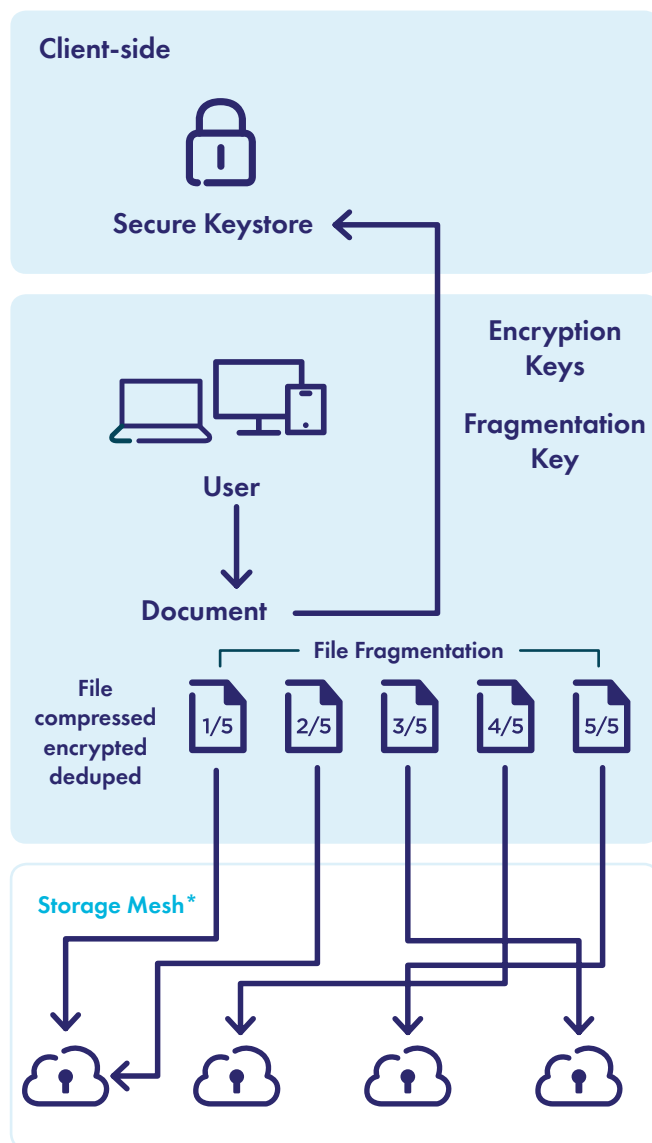 Client-side
Secure Keystore
Encryption
Keys
Fragmentation
Key
User
Document
File Fragmentation
File
compressed
encrypted
deduped
1/5
2/5
3/5
4/5
5/5
Storage Mesh*